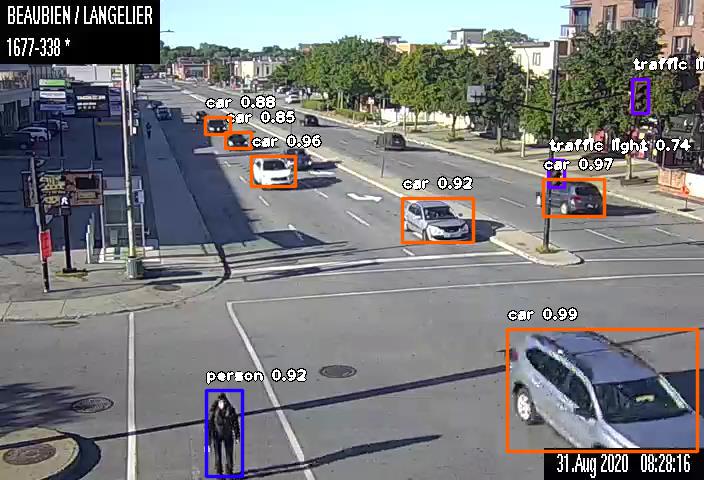 BEAUBIEN / LANGELIER
1677-338 *
traffic li
car 0.88
car 0.85
car 0.96
traffic light 0.74
car 0.97
car 0.92
car 0.99
person 0.92
31.Aug 2020 08:28:16